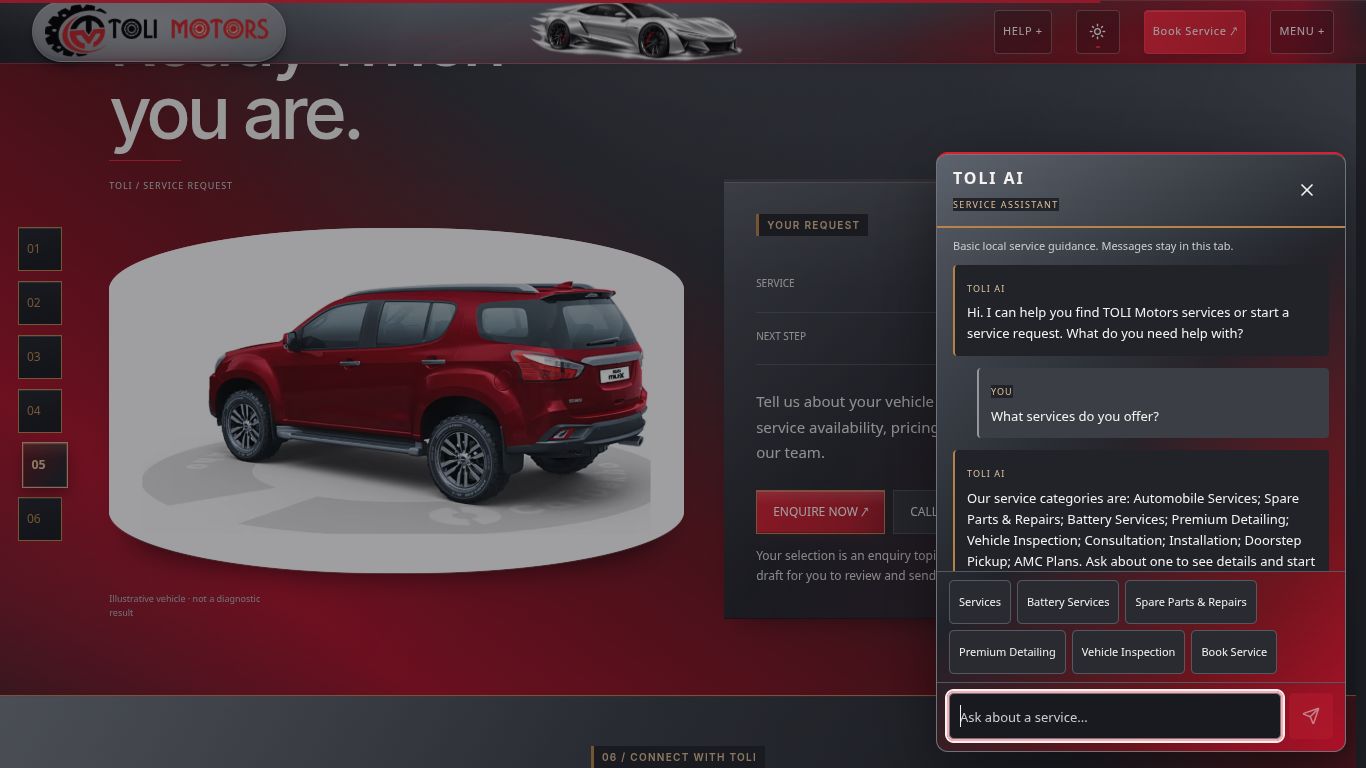 TOLI MOTORS
HELP +
Book Service ↗
MENU +
Ready when
you are.
TOLI / SERVICE REQUEST
01
02
03
04
05
06
Illustrative vehicle · not a diagnostic
result
YOUR REQUEST
SERVICE
NEXT STEP
Tell us about your vehicle
service availability, pricing
our team.
ENQUIRE NOW ↗
CALL
Your selection is an enquiry topi
draft for you to review and send
06 / CONNECT WITH TOLI
TOLI AI
SERVICE ASSISTANT
Basic local service guidance. Messages stay in this tab.
TOLI AI
Hi. I can help you find TOLI Motors services or start a
service request. What do you need help with?
YOU
What services do you offer?
TOLI AI
Our service categories are: Automobile Services; Spare
Parts & Repairs; Battery Services; Premium Detailing;
Vehicle Inspection; Consultation; Installation; Doorstep
Pickup; AMC Plans. Ask about one to see details and start
Services
Battery Services
Spare Parts & Repairs
Premium Detailing
Vehicle Inspection
Book Service
Ask about a service...